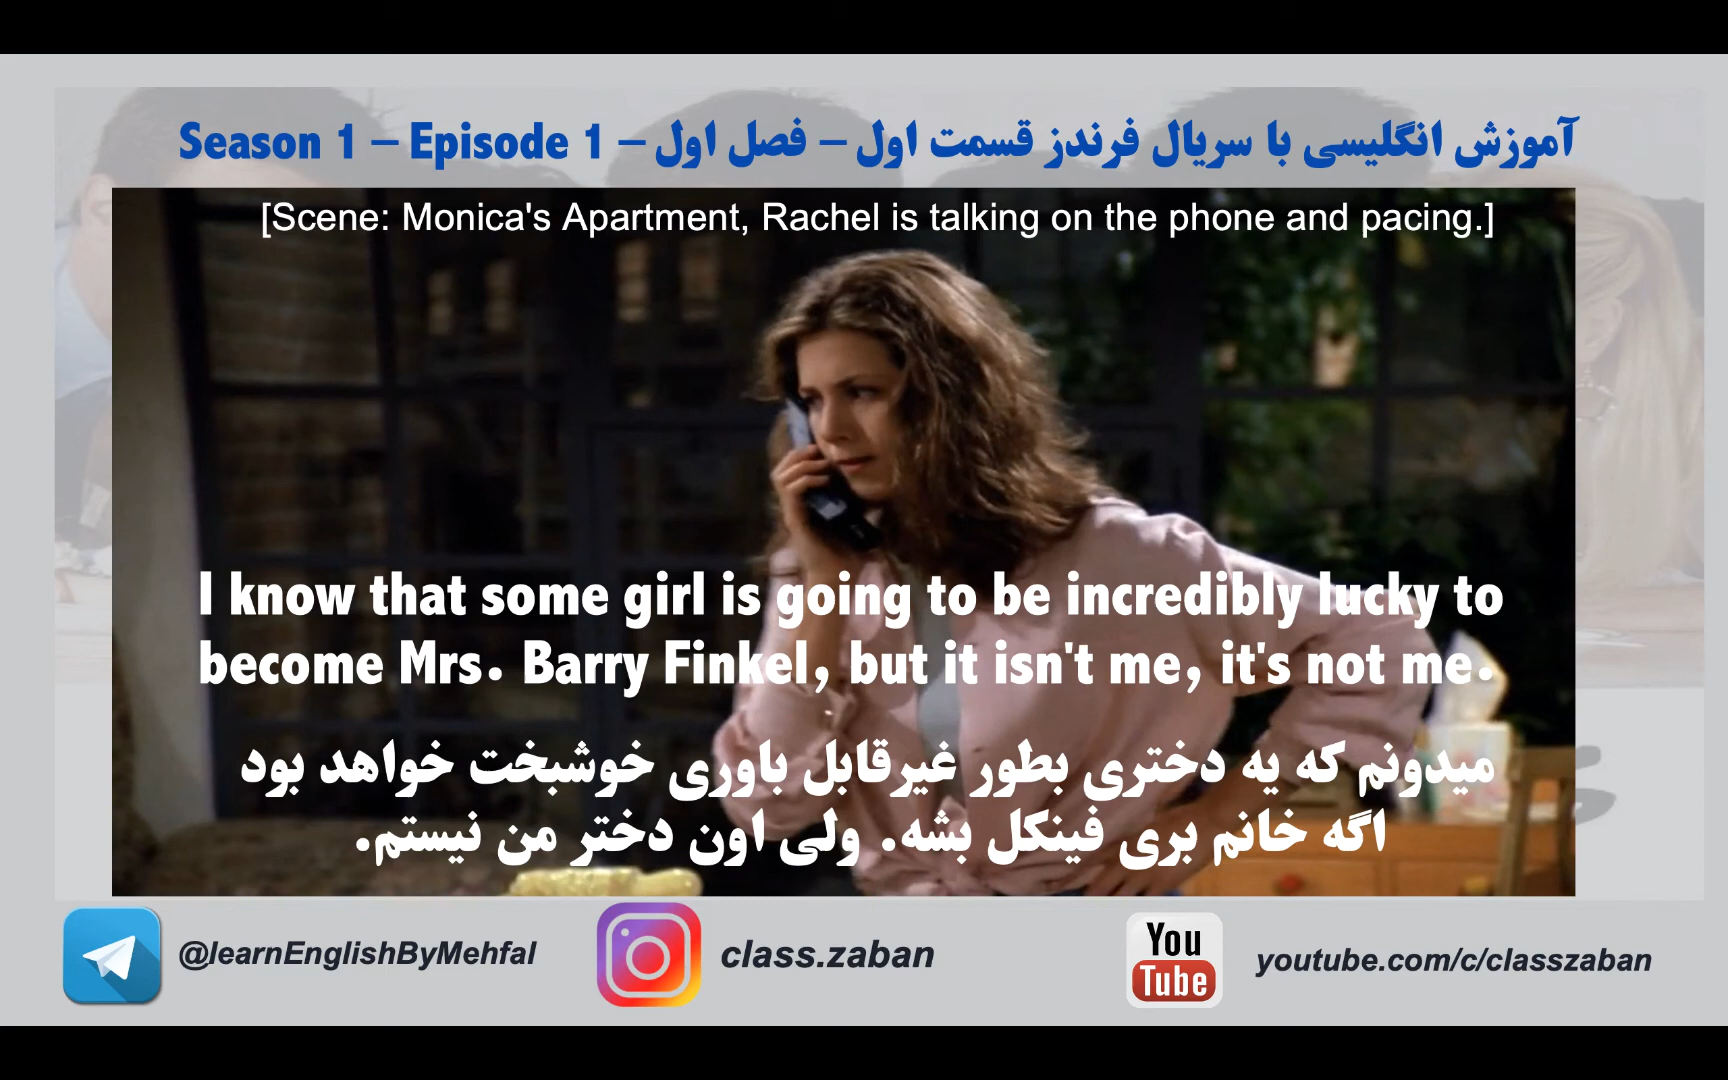 آموزش انگلیسی با سریال فرندز قسمت اول – فصل اول – Season 1 – Episode 1
[Scene: Monica's Apartment, Rachel is talking on the phone and pacing.]
I know that some girl is going to be incredibly lucky to
become Mrs. Barry Finkel, but it isn't me, it's not me.
میدونم که یه دختری بطور غیرقابل باوری خوشبخت خواهد بود
اگه خانم بری فینکل بشه. ولی اون دختر من نیستم.
@learnEnglishByMehfal
class.zaban
You
Tube
youtube.com/c/classzaban